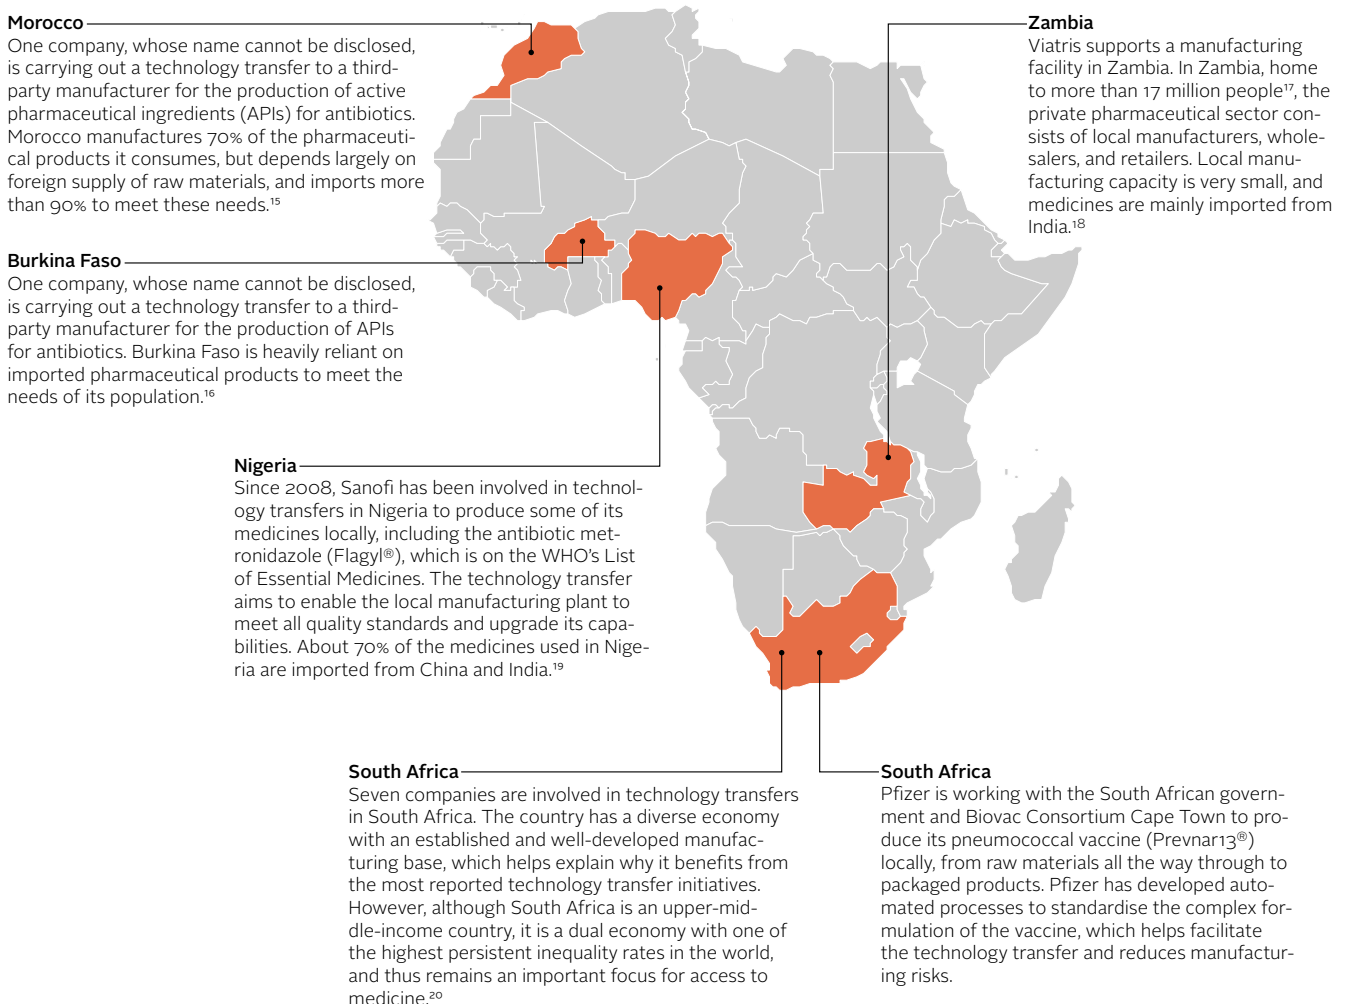 Morocco
One company, whose name cannot be disclosed,
is carrying out a technology transfer to a third-
party manufacturer for the production of active
pharmaceutical ingredients (APIs) for antibiotics.
Morocco manufactures 70% of the pharmaceuti-
cal products it consumes, but depends largely on
foreign supply of raw materials, and imports more
than 90% to meet these needs.¹⁵
Burkina Faso
One company, whose name cannot be disclosed,
is carrying out a technology transfer to a third-
party manufacturer for the production of APIs
for antibiotics. Burkina Faso is heavily reliant on
imported pharmaceutical products to meet the
needs of its population.¹⁶
Zambia
Viatris supports a manufacturing
facility in Zambia. In Zambia, home
to more than 17 million people¹⁷, the
private pharmaceutical sector con-
sists of local manufacturers, whole-
salers, and retailers. Local manu-
facturing capacity is very small, and
medicines are mainly imported from
India.¹⁸
Nigeria
Since 2008, Sanofi has been involved in technol-
ogy transfers in Nigeria to produce some of its
medicines locally, including the antibiotic met-
ronidazole (Flagyl®), which is on the WHO's List
of Essential Medicines. The technology transfer
aims to enable the local manufacturing plant to
meet all quality standards and upgrade its capa-
bilities. About 70% of the medicines used in Nige-
ria are imported from China and India.¹⁹
South Africa
Seven companies are involved in technology transfers
in South Africa. The country has a diverse economy
with an established and well-developed manufac-
turing base, which helps explain why it benefits from
the most reported technology transfer initiatives.
However, although South Africa is an upper-mid-
dle-income country, it is a dual economy with one of
the highest persistent inequality rates in the world,
and thus remains an important focus for access to
medicine.²⁰
South Africa
Pfizer is working with the South African govern-
ment and Biovac Consortium Cape Town to pro-
duce its pneumococcal vaccine (Prevnar13®)
locally, from raw materials all the way through to
packaged products. Pfizer has developed auto-
mated processes to standardise the complex for-
mulation of the vaccine, which helps facilitate
the technology transfer and reduces manufactur-
ing risks.